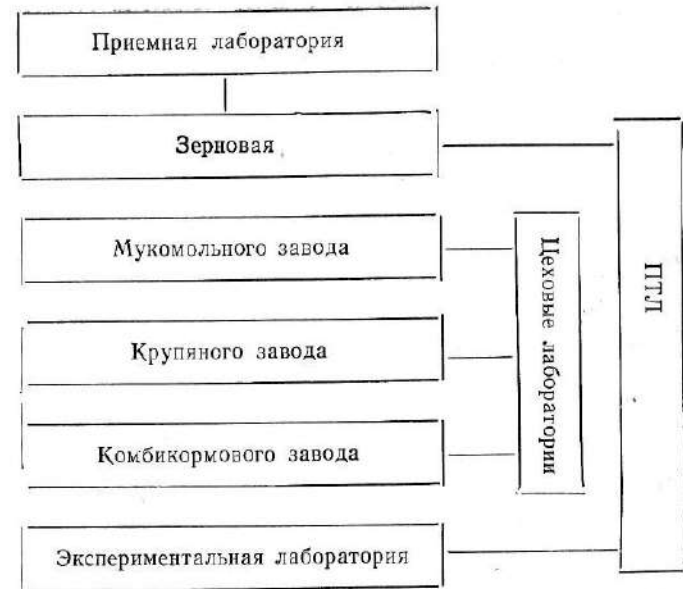 Приемная лаборатория
Зерновая
Мукомольного завода
Крупяного завода
Комбикормового завода
Экспериментальная лаборатория
Цеховые лаборатории
ПТЛ